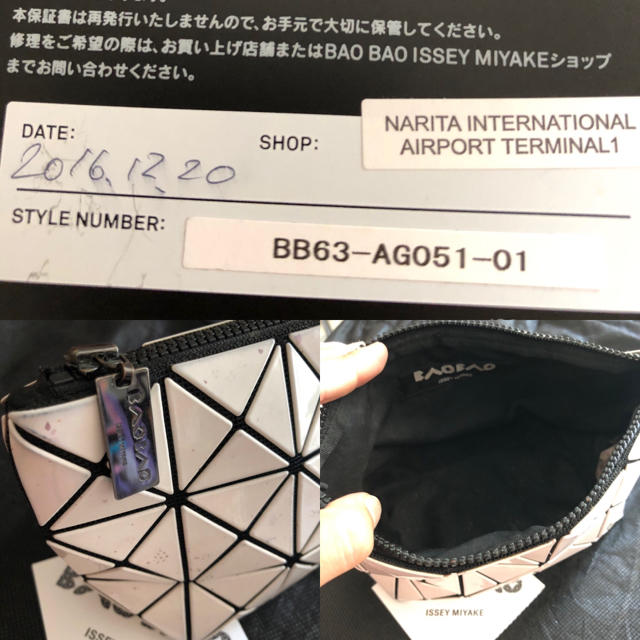 本保証書は再発行いたしませんので、お手元で大切に保管してください。
修理をご希望の際は、お買い上げ店舗またはBAO BAO ISSEY MIYAKEショップ
までお問い合わせください。
DATE:
2016.12.20
SHOP:
NARITA INTERNATIONAL
AIRPORT TERMINAL1
STYLE NUMBER:
BB63-AG051-01
BAOBAO
ISSEY MIYAKE
BAOBAO
ISSEY MIYAKE